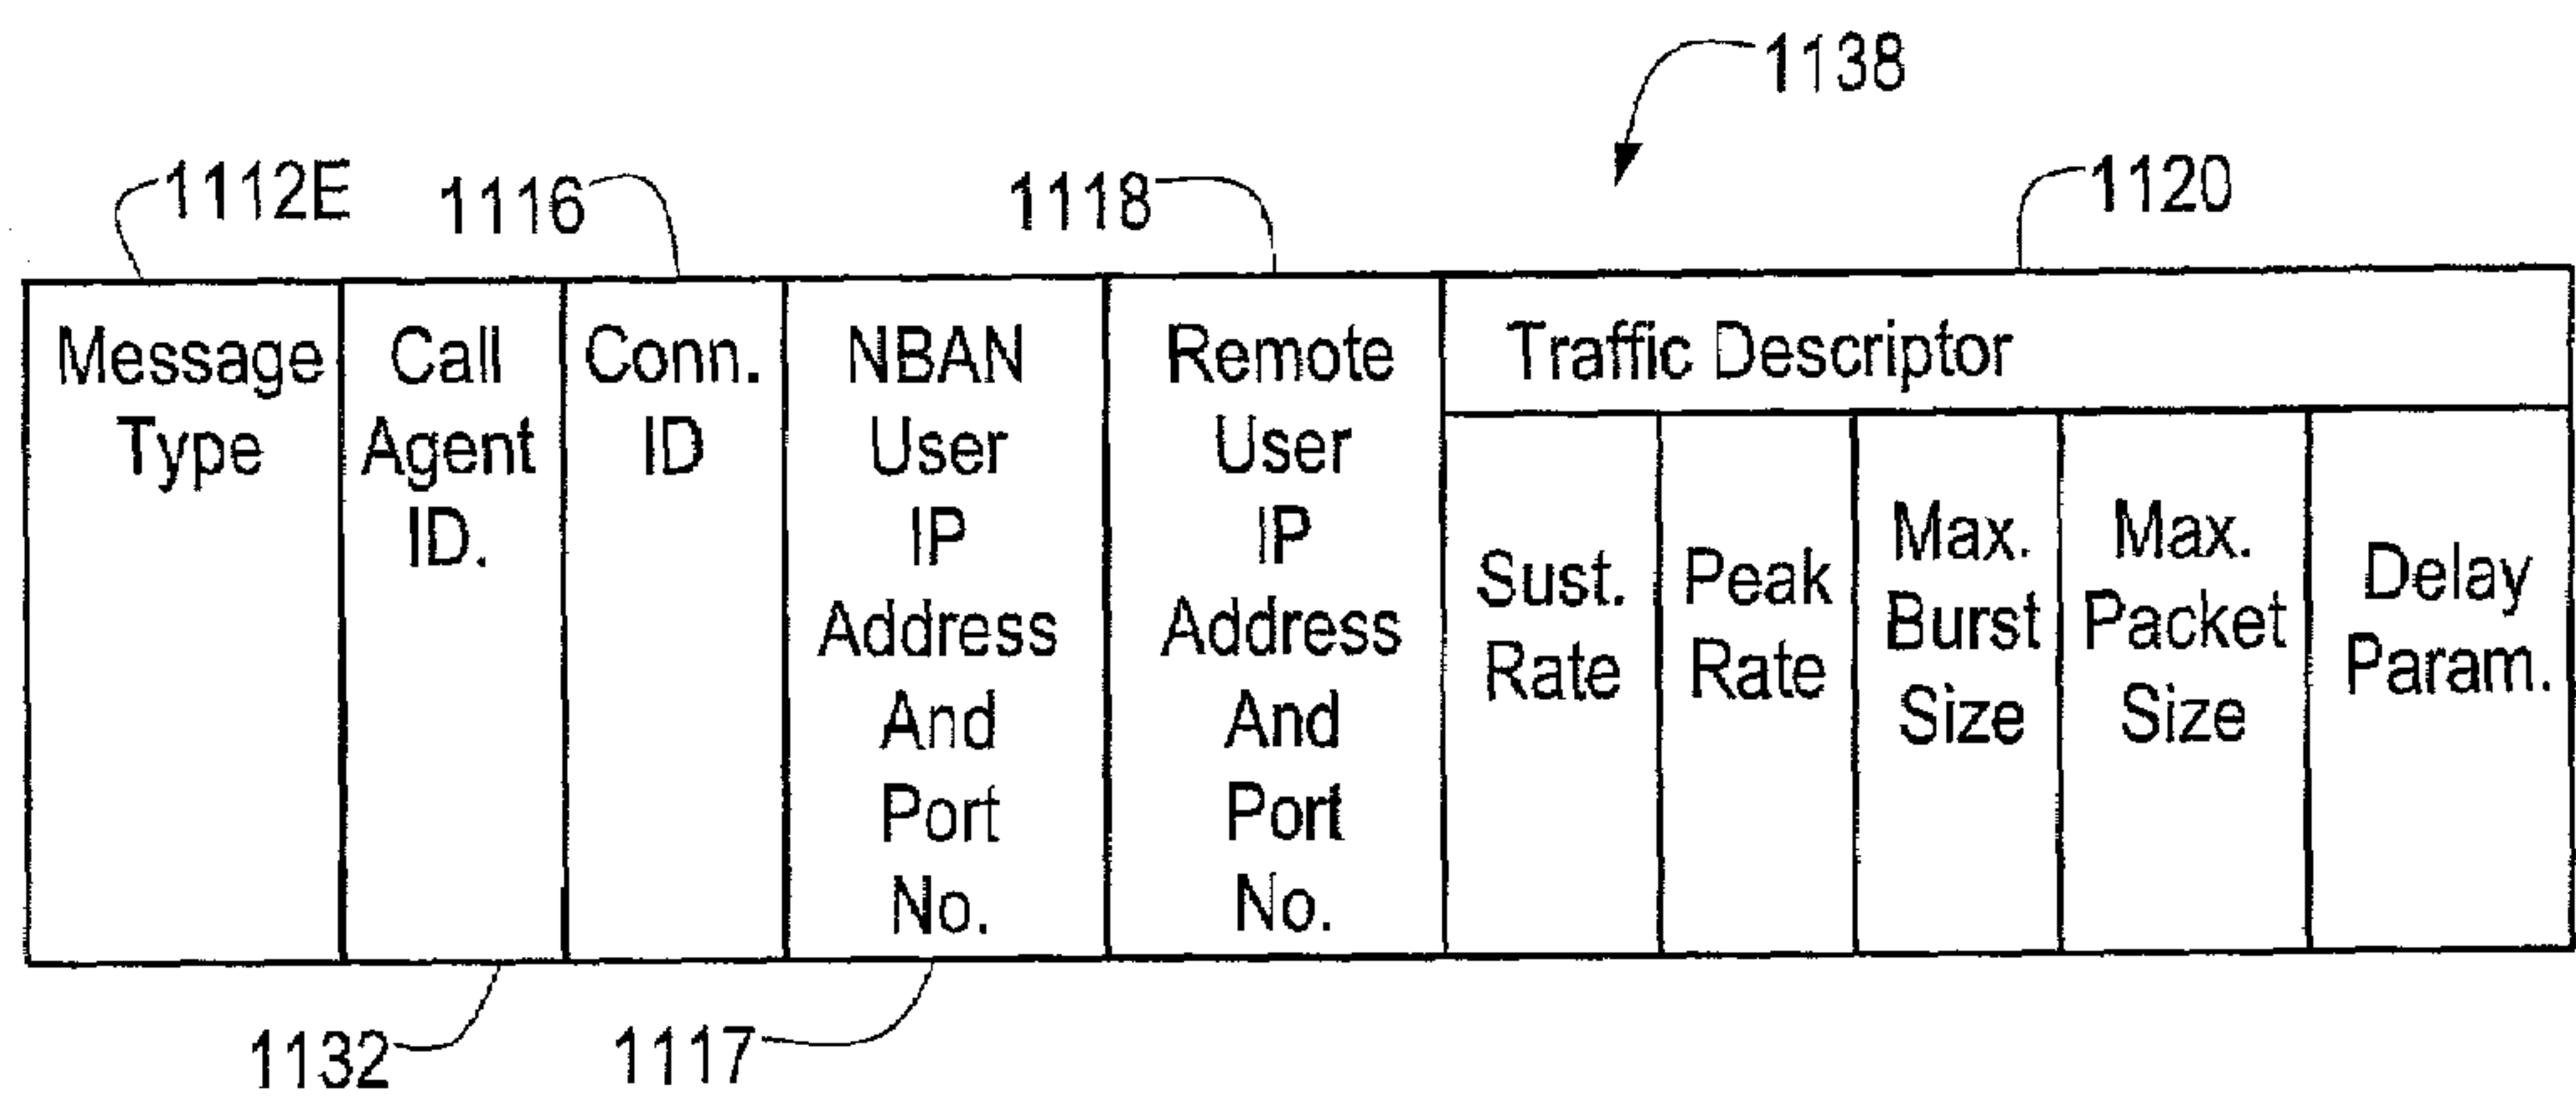 1138
1112E
1116
1118
1120
Message
Type
Call
Agent
ID.
Conn.
ID
NBAN
User
IP
Address
And
Port
No.
Remote
User
IP
Address
And
Port
No.
Traffic Descriptor
Sust.
Rate
Peak
Rate
Max.
Burst
Size
Max.
Packet
Size
Delay
Param.
1132
1117